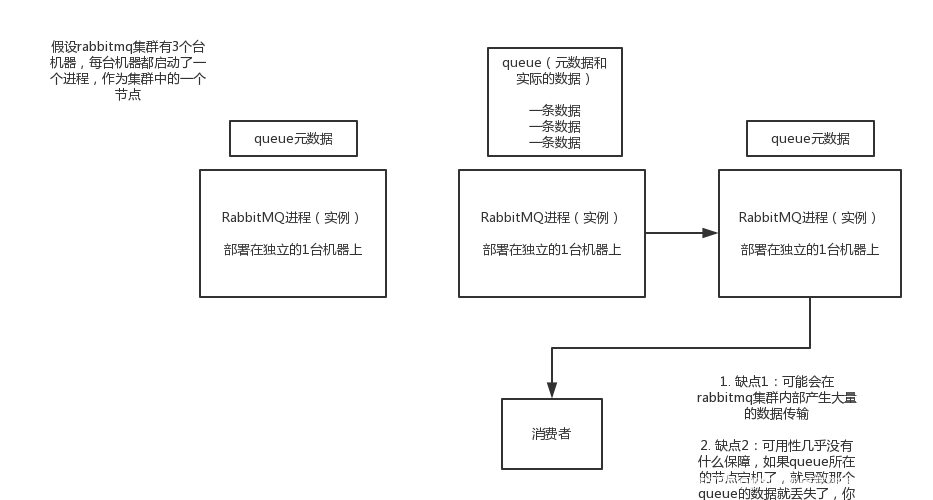 假设rabbitmq集群有3个台
机器，每台机器都启动了一
个进程，作为集群中的一个
节点
queue元数据
queue（元数据和
实际的数据）
一条数据
一条数据
一条数据
queue元数据
RabbitMQ进程（实例）
部署在独立的1台机器上
RabbitMQ进程（实例）
部署在独立的1台机器上
RabbitMQ进程（实例）
部署在独立的1台机器上
消费者
1. 缺点1：可能会在
rabbitmq集群内部产生大量
的数据传输
2. 缺点2：可用性几乎没有
什么保障，如果queue所在
的节点宕机了，就导致那个
queue的数据就丢失了，你